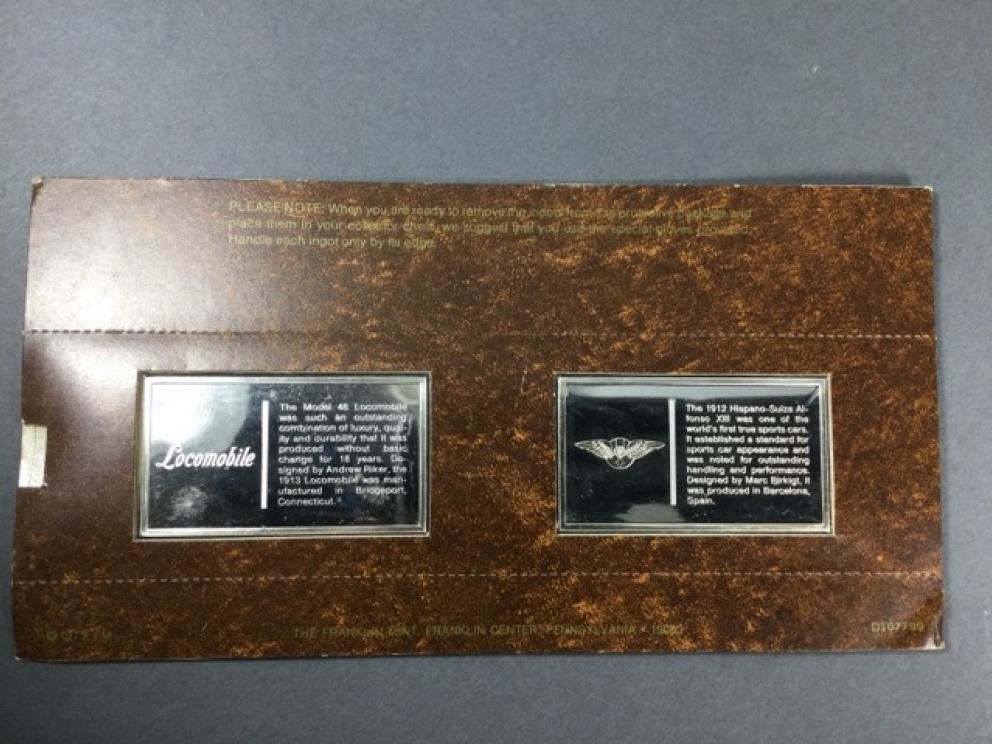 PLEASE NOTE: When you are ready to remove the ingots from this protective package and
place them in your collector chest, we suggest that you use the special gloves provided.
Handle each ingot only by its edge.
Locomobile
The Model 48 Locomobile
was such an outstanding
combination of luxury, qual-
ity and durability that it was
produced without basic
change for 18 years. De-
signed by Andrew Riker, the
1913 Locomobile was man-
ufactured in Bridgeport,
Connecticut.
The 1912 Hispano-Suiza Al-
fonso XIII was one of the
world's first true sports cars.
It established a standard for
sports car appearance and
was noted for outstanding
handling and performance.
Designed by Marc Birkigt, it
was produced in Barcelona,
Spain.
THE FRANKLIN MINT, FRANKLIN CENTER, PENNSYLVANIA
D107799